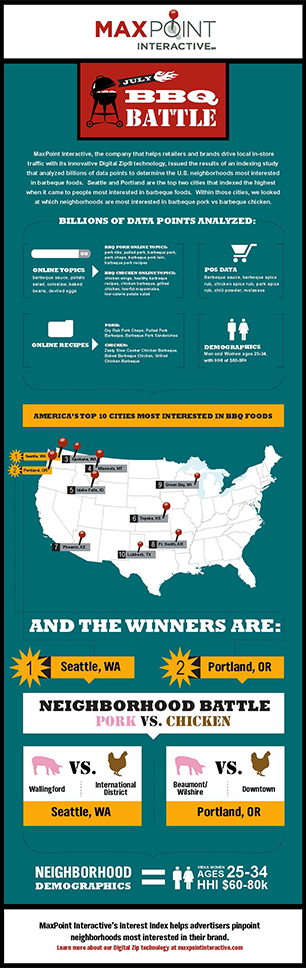 MAXPOINT
INTERACTIVE
JULY
BBQ
BATTLE
MaxPoint Interactive, the company that helps retailers and brands drive local in-store
traffic with its innovative Digital Zip® technology, issued the results of an indexing study
that analyzed billions of data points to determine the U.S. neighborhoods most interested
in barbeque foods. Seattle and Portland are the top two cities that indexed the highest
when it came to people most interested in barbeque foods. Within those cities, we looked
at which neighborhoods are most interested in barbeque pork vs barbeque chicken.
BILLIONS OF DATA POINTS ANALYZED:
ONLINE TOPICS
barbecue sauce, potato
salad, coleslaw, baked
beans, deviled eggs
BBQ PORK ONLINE TOPICS:
pork ribs, pulled pork, barbeque pork,
pork chops, barbeque pork loin,
barbeque pork recipes
BBQ CHICKEN ONLINE TOPICS:
chicken wings, healthy barbeque
recipes, chicken barbeque, grilled
chicken, low-fat mayonnaise,
low-calorie potato salad
POS DATA
Barbecue sauce, barbecue spice
rub, chicken spice rub, pork spice
rub, chili powder, molasses
ONLINE RECIPES
PORK:
Dry Rub Pork Chops, Pulled Pork
Barbeque, Barbeque Pork Sandwiches
CHICKEN:
Zesty Slow Cooker Chicken Barbeque,
Baked Barbeque Chicken, Grilled
Chicken Barbeque
DEMOGRAPHICS
Men and Women ages 25-34,
with HHI of $60-80k
AMERICA'S TOP 10 CITIES MOST INTERESTED IN BBQ FOODS
1 Seattle, WA
2 Portland, OR
3 Spokane, WA
4 Missoula, MT
5 Idaho Falls, ID
9 Green Bay, WI
6 Topeka, KS
7 Phoenix, AZ
8 Ft. Smith, AR
10 Lubbock, TX
AND THE WINNERS ARE:
1 Seattle, WA
2 Portland, OR
NEIGHBORHOOD BATTLE
PORK VS. CHICKEN
VS.
Wallingford
International
District
Seattle, WA
VS.
Beaumont/
Wilshire
Downtown
Portland, OR
NEIGHBORHOOD
DEMOGRAPHICS
=
MEN & WOMEN
AGES 25-34
HHI $60-80k
MaxPoint Interactive's Interest Index helps advertisers pinpoint
neighborhoods most interested in their brand.
Learn more about our Digital Zip technology at maxpointinteractive.com